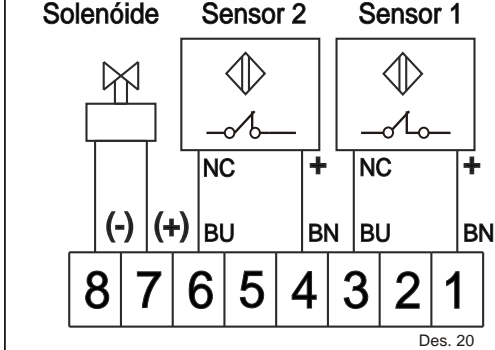 Solenóide Sensor 2 Sensor 1
NC + NC +
(-) (+) BU BN BU BN
8 7 6 5 4 3 2 1
Des. 20